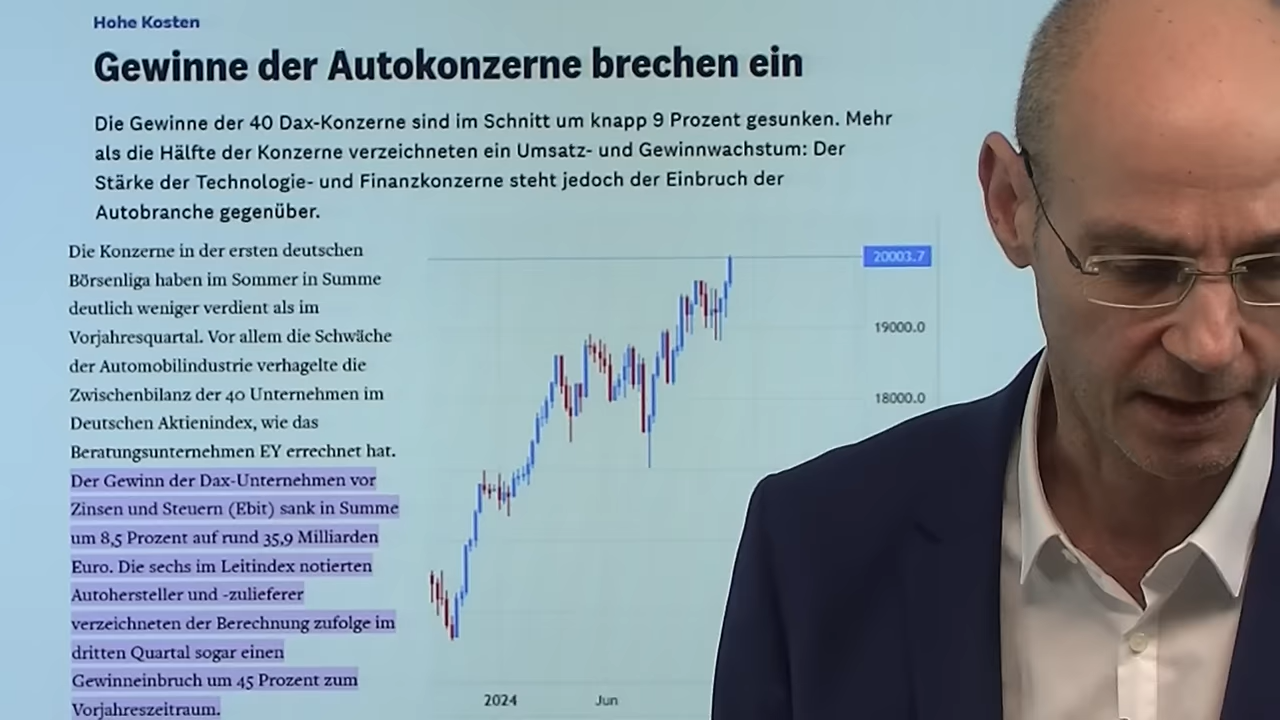 Hohe Kosten
Gewinne der Autokonzerne brechen ein
Die Gewinne der 40 Dax-Konzerne sind im Schnitt um knapp 9 Prozent gesunken. Mehr
als die Hälfte der Konzerne verzeichneten ein Umsatz- und Gewinnwachstum: Der
Stärke der Technologie- und Finanzkonzerne steht jedoch der Einbruch der
Autobranche gegenüber.
Die Konzerne in der ersten deutschen
Börsenliga haben im Sommer in Summe
deutlich weniger verdient als im
Vorjahresquartal. Vor allem die Schwäche
der Automobilindustrie verhagelte die
Zwischenbilanz der 40 Unternehmen im
Deutschen Aktienindex, wie das
Beratungsunternehmen EY errechnet hat.
Der Gewinn der Dax-Unternehmen vor
Zinsen und Steuern (Ebit) sank in Summe
um 8,5 Prozent auf rund 35,9 Milliarden
Euro. Die sechs im Leitindex notierten
Autohersteller und -zulieferer
verzeichneten der Berechnung zufolge im
dritten Quartal sogar einen
Gewinneinbruch um 45 Prozent zum
Vorjahreszeitraum.
20003.7
19000.0
18000.0
2024
Jun